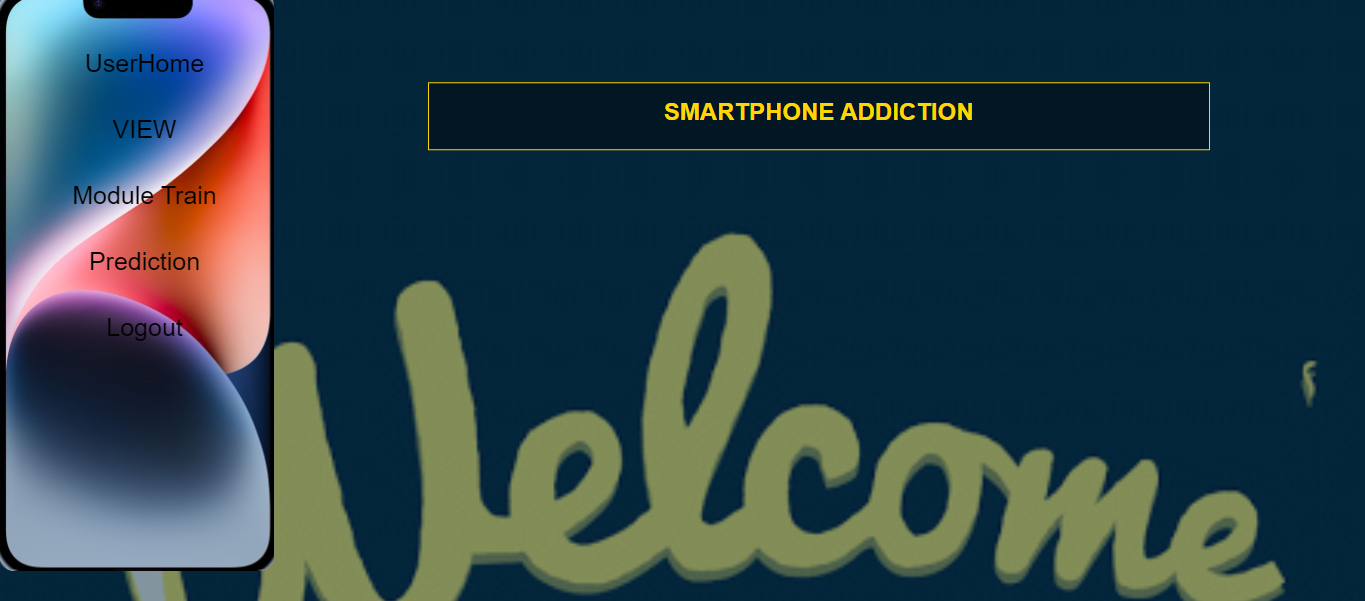 UserHome
VIEW
Module Train
Prediction
Logout
SMARTPHONE ADDICTION
Welcome